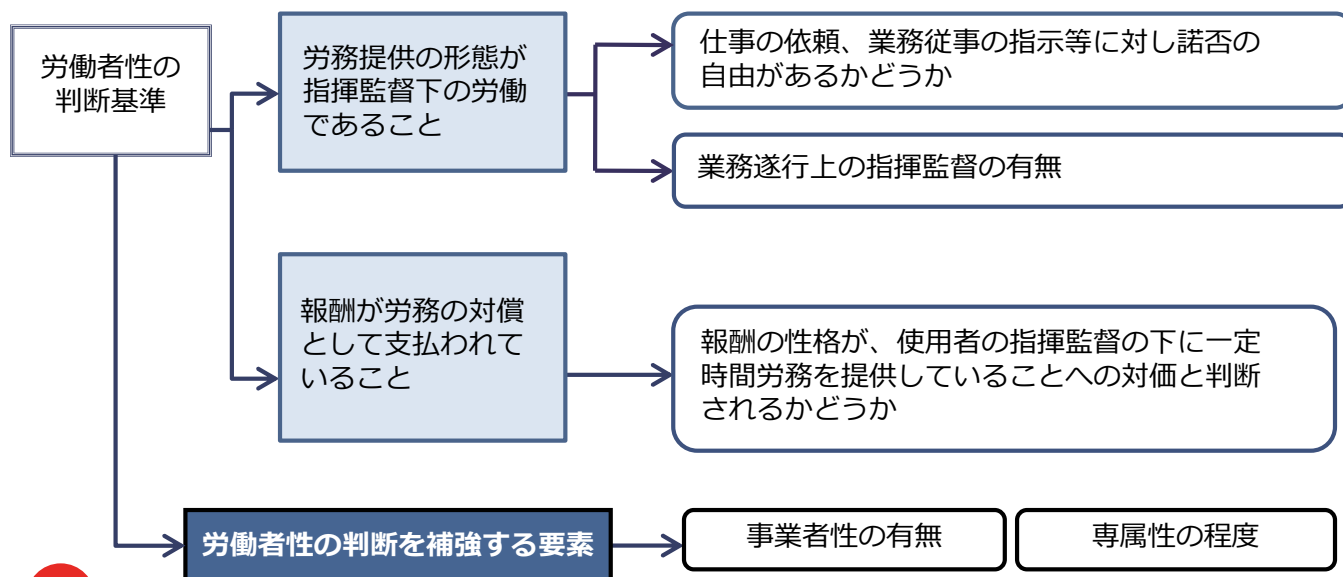 労働者性の
判断基準
労務提供の形態が
指揮監督下の労働
であること
仕事の依頼、業務従事の指示等に対し諾否の
自由があるかどうか
業務遂行上の指揮監督の有無
報酬が労務の対償
として支払われて
いること
報酬の性格が、使用者の指揮監督の下に一定
時間労務を提供していることへの対価と判断
されるかどうか
労働者性の判断を補強する要素
事業者性の有無
専属性の程度